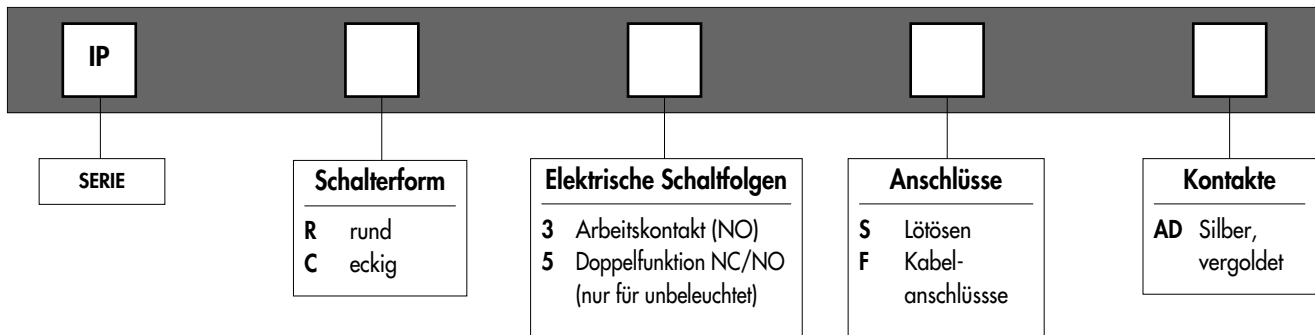 IP
SERIE
Schalterform
R rund
C eckig
Elektrische Schaltfolgen
3 Arbeitskontakt (NO)
5 Doppelfunktion NC/NO
(nur für unbeleuchtet)
Anschlüsse
S Lötösen
F Kabel-
anschlüssse
Kontakte
AD Silber,
vergoldet